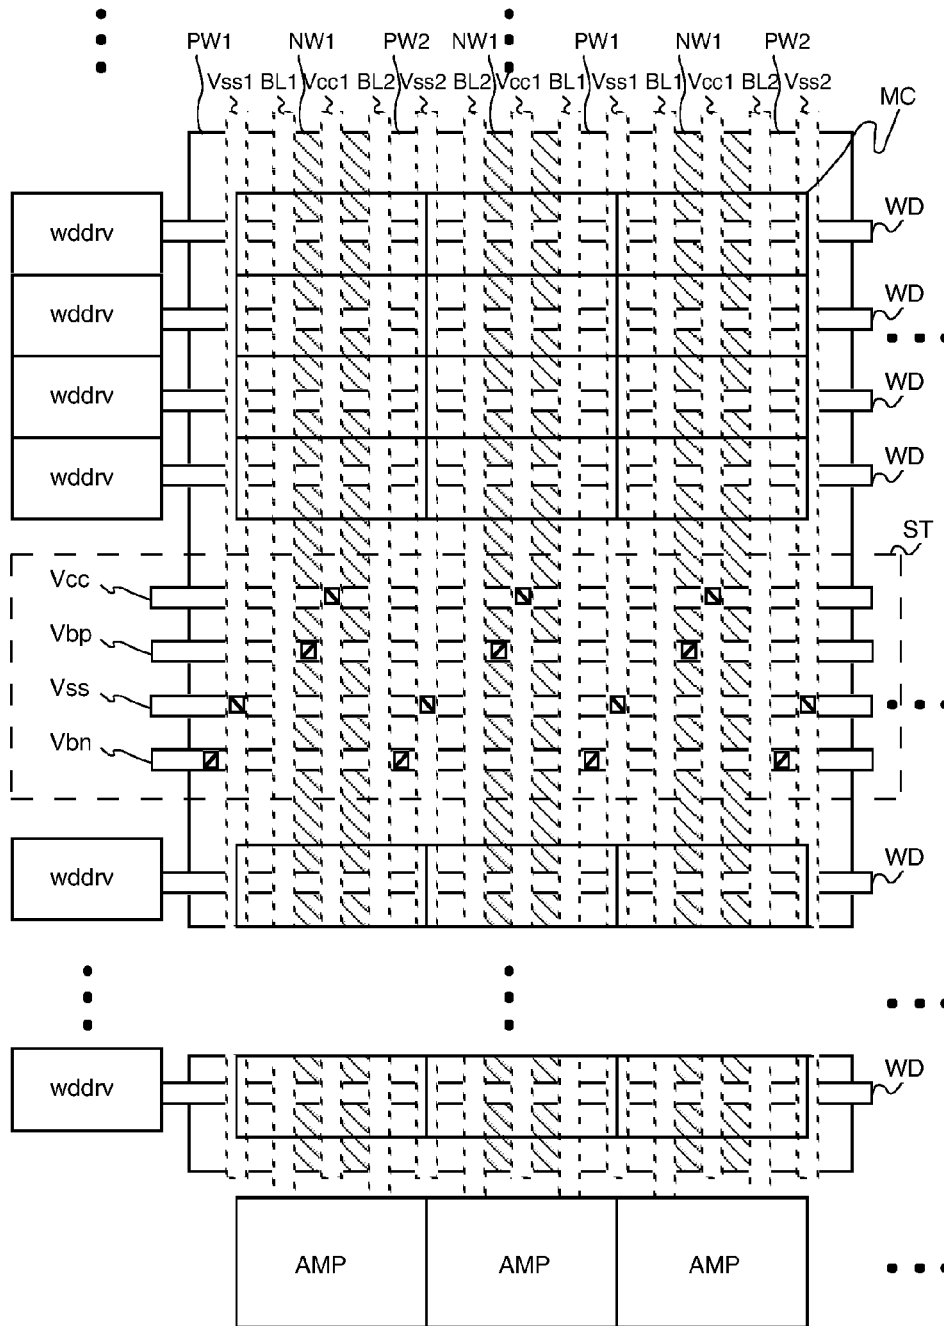 PW1 NW1 PW2 NW1 PW1 NW1 PW2
Vss1 BL1 Vcc1 BL2 Vss2 BL2 Vcc1 BL1 Vss1 BL1 Vcc1 BL2 Vss2
MC
wddrv WD
wddrv WD
wddrv WD
wddrv WD
ST
Vcc
Vbp
Vss
Vbn
wddrv WD
wddrv WD
AMP AMP AMP